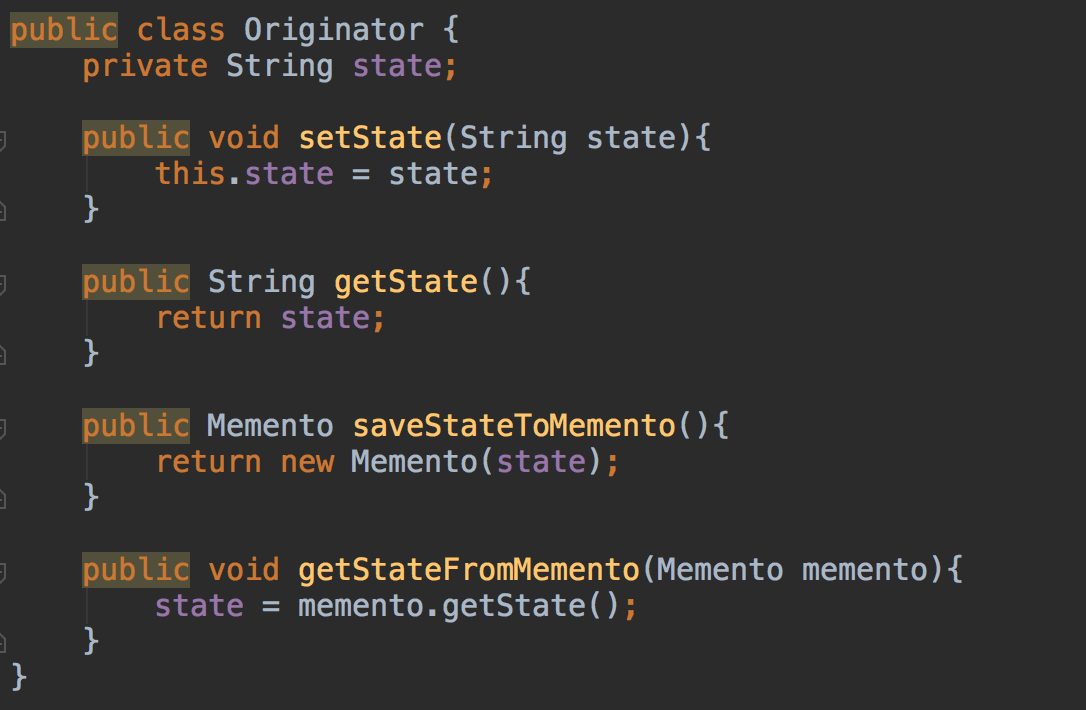 public class Originator {
    private String state;

    public void setState(String state){
        this.state = state;
    }

    public String getState(){
        return state;
    }

    public Memento saveStateToMemento(){
        return new Memento(state);
    }

    public void getStateFromMemento(Memento memento){
        state = memento.getState();
    }
}